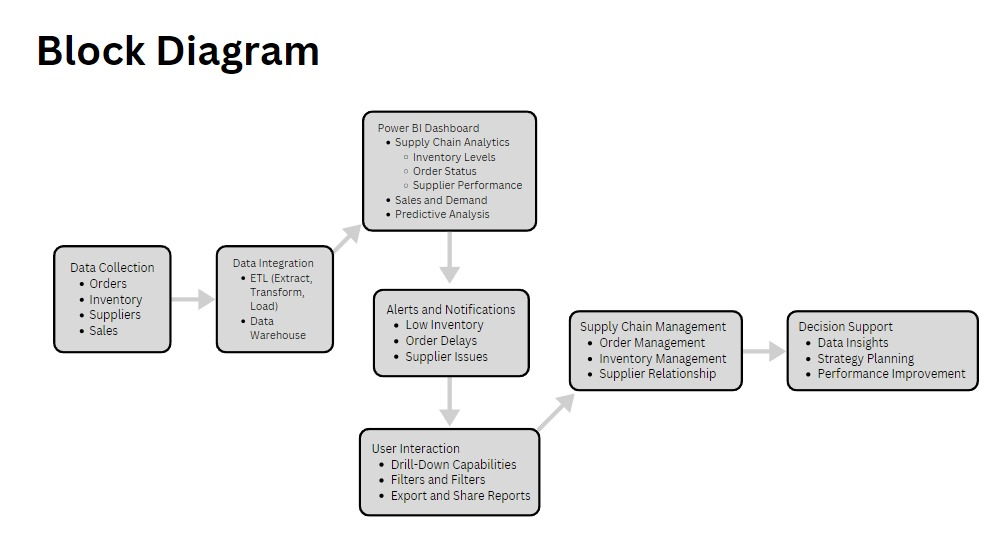 Block Diagram
Power BI Dashboard
• Supply Chain Analytics
○ Inventory Levels
○ Order Status
○ Supplier Performance
• Sales and Demand
• Predictive Analysis
Data Collection
• Orders
• Inventory
• Suppliers
• Sales
Data Integration
• ETL (Extract,
Transform,
Load)
• Data
Warehouse
Alerts and Notifications
• Low Inventory
• Order Delays
• Supplier Issues
User Interaction
• Drill-Down Capabilities
• Filters and Filters
• Export and Share Reports
Supply Chain Management
• Order Management
• Inventory Management
• Supplier Relationship
Decision Support
• Data Insights
• Strategy Planning
• Performance Improvement